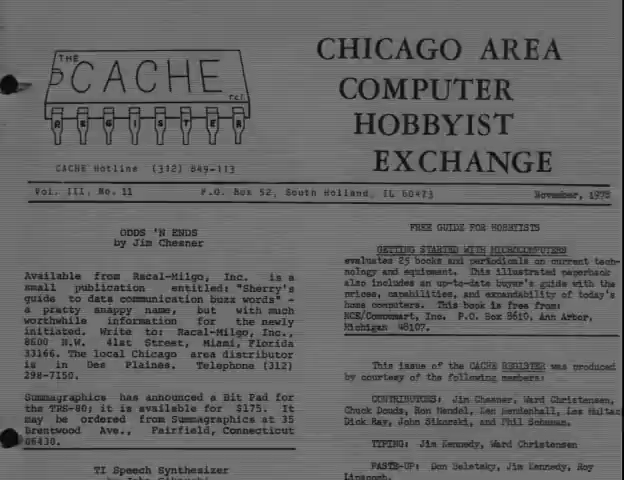 THE
CACHE
REGISTER
CHICAGO AREA
COMPUTER
HOBBYIST
EXCHANGE
CACHE Hotline (312) 849-113
Vol. III, No. 11 P.O. Box 52, South Holland, IL 60473 November, 1978
ODDS 'N ENDS
by Jim Chesner
Available from Racal-Milgo, Inc. is a
small publication entitled: "Sherry's
guide to data communication buzz words" -
a pratty snappy name, but with much
worthwhile information for the newly
initiated. Write to: Racal-Milgo, Inc.,
8600 N.W. 41st Street, Miami, Florida
33166. The local Chicago area distributor
is in Des Plaines. Telephone (312)
298-7150.
Summagraphics has announced a Bit Pad for
the TRS-80; it is available for $175. It
may be ordered from Summagraphics at 35
Brentwood Ave., Fairfield, Connecticut
06430.
TI Speech Synthesizer
FREE GUIDE FOR HOBBYISTS
GETTING STARTED WITH MICROCOMPUTERS
evaluates 25 books and periodicals on current tech-
nology and equipment. This illustrated paperback
also includes an up-to-date buyer's guide with the
prices, capabilities, and expandability of today's
home computers. This book is free from:
NCE/Compumart, Inc. P.O. Box 8610, Ann Arbor,
Michigan 48107.
This issue of the CACHE REGISTER was produced
by courtesy of the following members:
CONTRIBUTORS: Jim Chesner, Ward Christensen,
Chuck Douds, Ron Mendel, Ken Mendenhall, Les
Dick Ray, John Sikorski, and Phil
TYPING: Jim Kennedy, Ward Christensen
PASTE-UP: Don Seletsky, Jim Kennedy, Roy